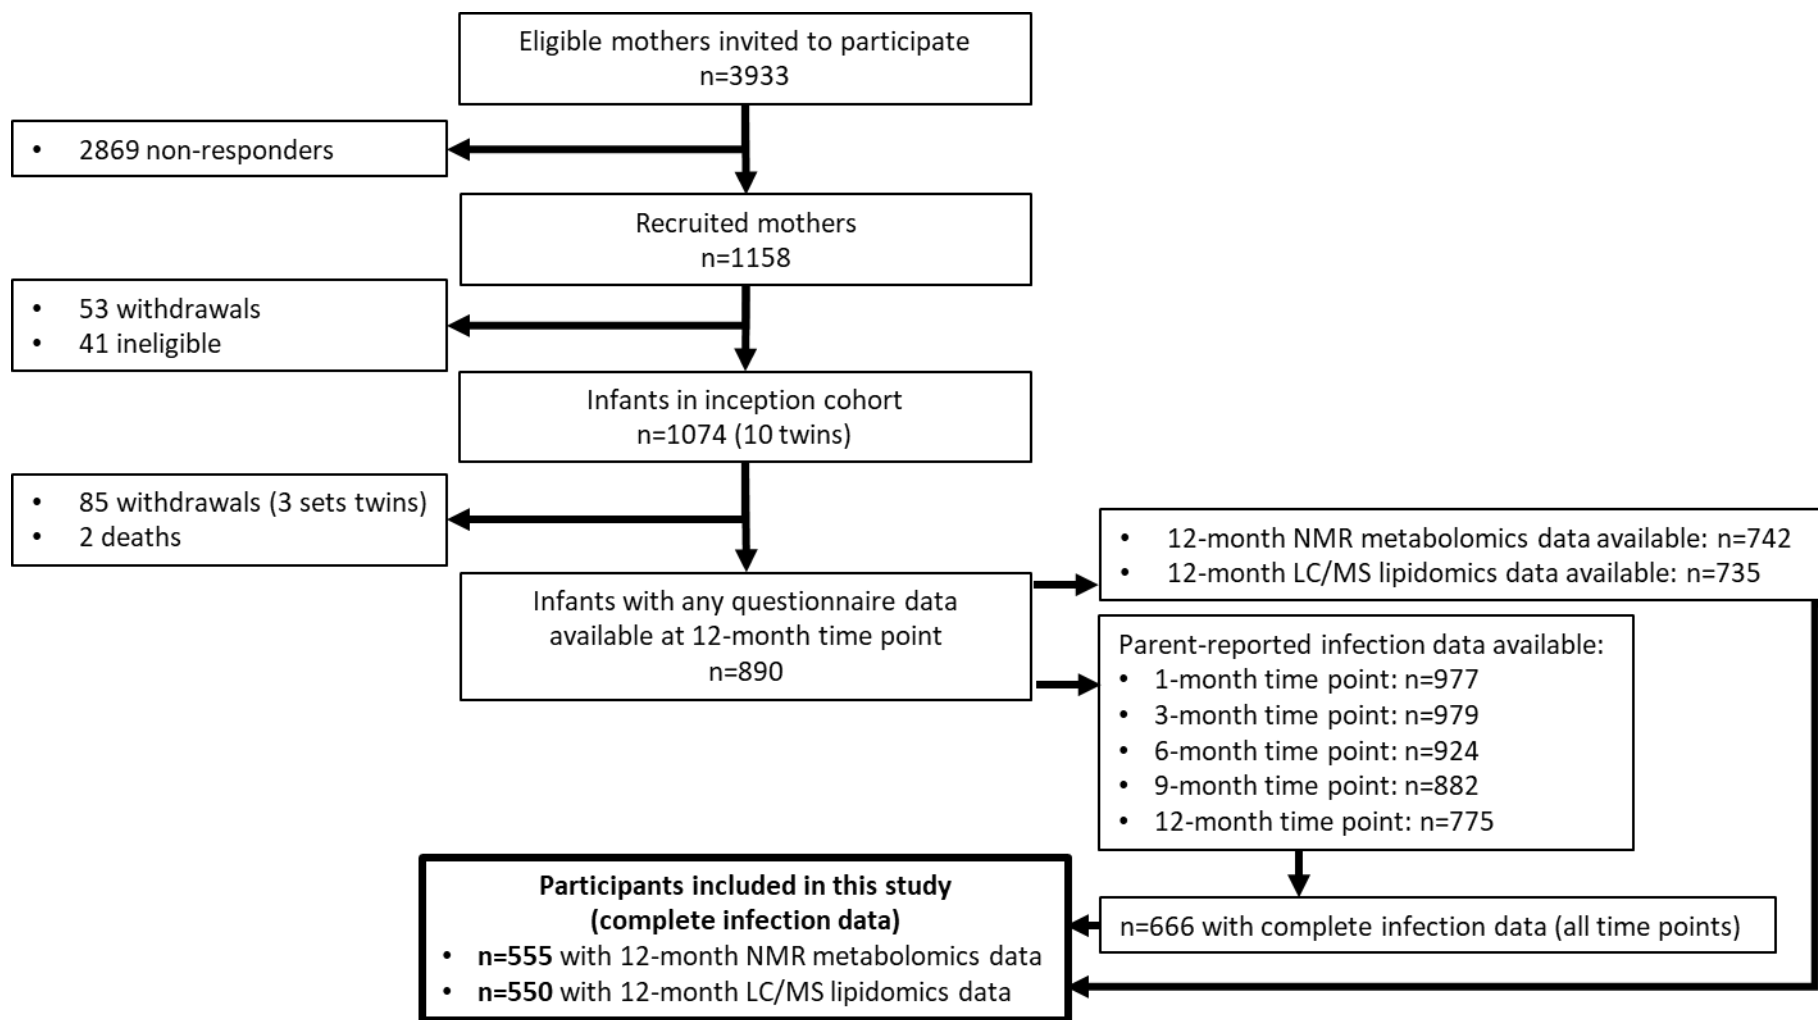 Eligible mothers invited to participate
n=3933
• 2869 non-responders
Recruited mothers
n=1158
• 53 withdrawals
• 41 ineligible
Infants in inception cohort
n=1074 (10 twins)
• 85 withdrawals (3 sets twins)
• 2 deaths
Infants with any questionnaire data
available at 12-month time point
n=890
• 12-month NMR metabolomics data available: n=742
• 12-month LC/MS lipidomics data available: n=735
Parent-reported infection data available:
• 1-month time point: n=977
• 3-month time point: n=979
• 6-month time point: n=924
• 9-month time point: n=882
• 12-month time point: n=775
n=666 with complete infection data (all time points)
Participants included in this study
(complete infection data)
• n=555 with 12-month NMR metabolomics data
• n=550 with 12-month LC/MS lipidomics data